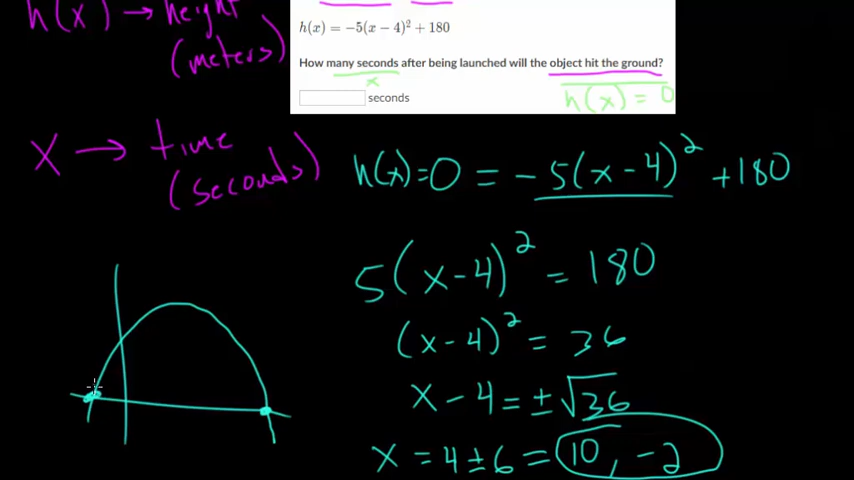 h(x) → height
(meters)
h(x) = −5(x − 4)² + 180
How many seconds after being launched will the object hit the ground?
x
h(x) = 0
seconds
X → time
(seconds)
h(x)=0 = -5(x-4)² +180
5(x-4)² = 180
(x-4)² = 36
x-4 = ±√36
x = 4±6 = 10, -2